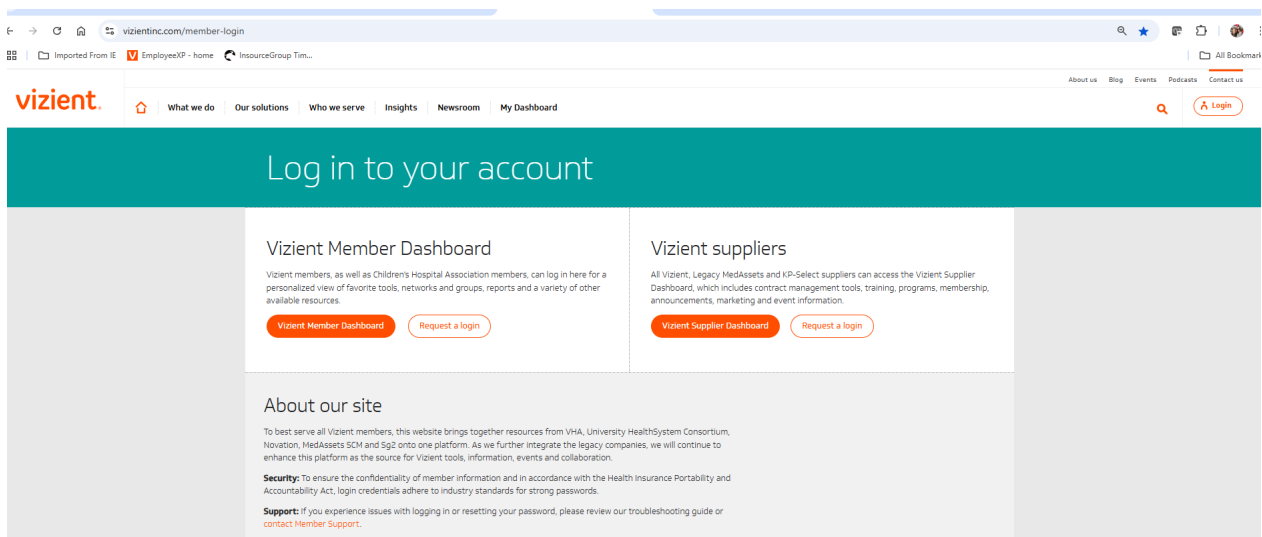 vizientinc.com/member-login
Imported From IE
EmployeeXP - home
InsourceGroup Tim...
All Bookmark
About us Blog Events Podcasts Contact us
vizient.
What we do Our solutions Who we serve Insights Newsroom My Dashboard
Login
Log in to your account
Vizient Member Dashboard
Vizient members, as well as Children's Hospital Association members, can log in here for a
personalized view of favorite tools, networks and groups, reports and a variety of other
available resources.
Vizient Member Dashboard Request a login
Vizient suppliers
All Vizient, Legacy MedAssets and KP-Select suppliers can access the Vizient Supplier
Dashboard, which includes contract management tools, training, programs, membership,
announcements, marketing and event information.
Vizient Supplier Dashboard Request a login
About our site
To best serve all Vizient members, this website brings together resources from VHA, University HealthSystem Consortium,
Novation, MedAssets SCM and Sg2 onto one platform. As we further integrate the legacy companies, we will continue to
enhance this platform as the source for Vizient tools, information, events and collaboration.
Security: To ensure the confidentiality of member information and in accordance with the Health Insurance Portability and
Accountability Act, login credentials adhere to industry standards for strong passwords.
Support: If you experience issues with logging in or resetting your password, please review our troubleshooting guide or
contact Member Support.